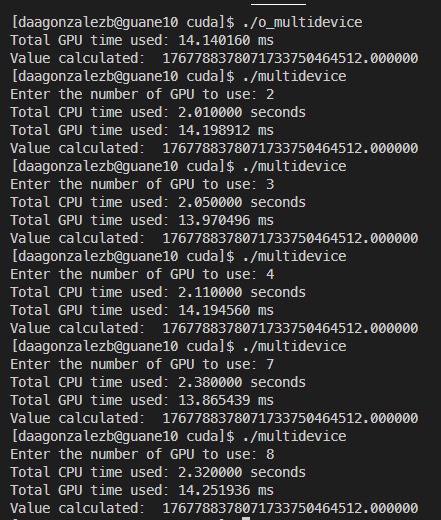 [daagonzalezb@guane10 cuda]$ ./o_multidevice
Total GPU time used: 14.140160 ms
Value calculated:  1767788378071733750464512.000000
[daagonzalezb@guane10 cuda]$ ./multidevice
Enter the number of GPU to use: 2
Total CPU time used: 2.010000 seconds
Total GPU time used: 14.198912 ms
Value calculated:  1767788378071733750464512.000000
[daagonzalezb@guane10 cuda]$ ./multidevice
Enter the number of GPU to use: 3
Total CPU time used: 2.050000 seconds
Total GPU time used: 13.970496 ms
Value calculated:  1767788378071733750464512.000000
[daagonzalezb@guane10 cuda]$ ./multidevice
Enter the number of GPU to use: 4
Total CPU time used: 2.110000 seconds
Total GPU time used: 14.194560 ms
Value calculated:  1767788378071733750464512.000000
[daagonzalezb@guane10 cuda]$ ./multidevice
Enter the number of GPU to use: 7
Total CPU time used: 2.380000 seconds
Total GPU time used: 13.865439 ms
Value calculated:  1767788378071733750464512.000000
[daagonzalezb@guane10 cuda]$ ./multidevice
Enter the number of GPU to use: 8
Total CPU time used: 2.320000 seconds
Total GPU time used: 14.251936 ms
Value calculated:  1767788378071733750464512.000000